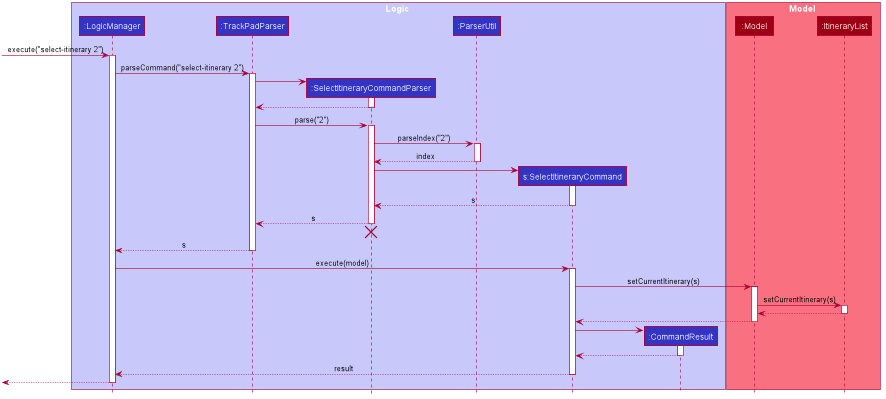 Logic
Model
:LogicManager
:TrackPadParser
:ParserUtil
:Model
:ItineraryList
execute("select-itinerary 2")
parseCommand("select-itinerary 2")
:SelectItineraryCommandParser
parse("2")
parseIndex("2")
index
s:SelectItineraryCommand
s
s
s
execute(model)
setCurrentItinerary(s)
setCurrentItinerary(s)
:CommandResult
result